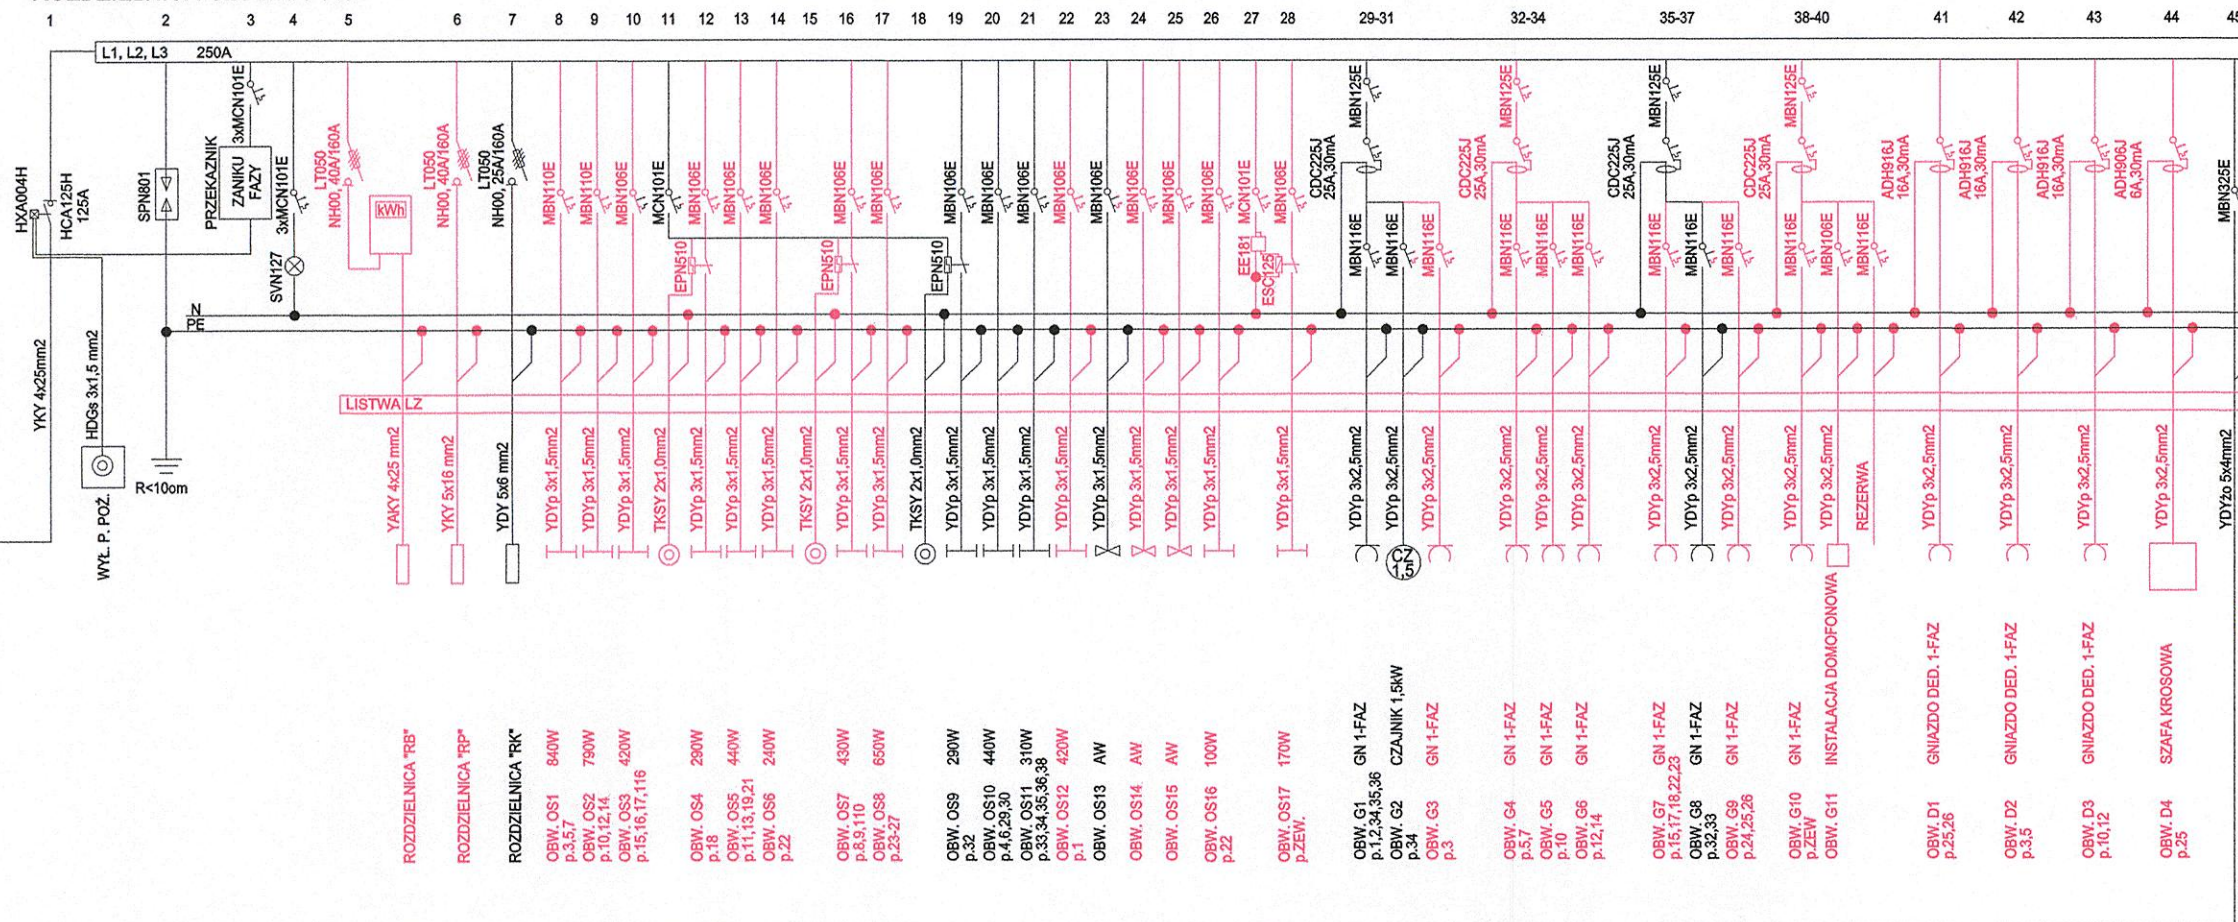 1 2 3 4 5 6 7 8 9 10 11 12 13 14 15 16 17 18 19 20 21 22 23 24 25 26 27 28 29-31 32-34 35-37 38-40 41 42 43 44
L1, L2, L3 250A
HXA004H
HCA125H
125A
YKY 4x25mm2
HDGs 3x1,5 mm2
WYŁ. P. POŻ.
SPN801
R<10om
PRZEKAZNIK
ZANIKU
FAZY
3xMCN101E
3xMCN101E
SVN127
N
PE
LISTWA LZ
LT050
NH00, 40A/160A
kWh
YAKY 4x25 mm2
ROZDZIELNICA "RB"
LT050
NH00, 40A/160A
YKY 5x16 mm2
ROZDZIELNICA "RP"
LT050
NH00, 25A/160A
YDY 5x6 mm2
ROZDZIELNICA "RK"
MBN110E
YDYp 3x1,5mm2
OBW. OS1 840W
p.3,5,7
MBN106E
YDYp 3x1,5mm2
OBW. OS2 790W
p.10,12,14
MBN106E
YDYp 3x1,5mm2
OBW. OS3 420W
p.15,16,17,116
MCN101E
TKSY 2x1,0mm2
EPN510
MBN106E
YDYp 3x1,5mm2
OBW. OS4 290W
p.18
MBN106E
YDYp 3x1,5mm2
OBW. OS5 440W
p.11,13,19,21
MBN106E
YDYp 3x1,5mm2
OBW. OS6 240W
p.22
TKSY 2x1,0mm2
EPN510
MBN106E
YDYp 3x1,5mm2
OBW. OS7 430W
p.8,9,110
MBN106E
YDYp 3x1,5mm2
OBW. OS8 650W
p.23-27
TKSY 2x1,0mm2
EPN510
MBN106E
YDYp 3x1,5mm2
OBW. OS9 290W
p.32
MBN106E
YDYp 3x1,5mm2
OBW. OS10 440W
p.4,6,29,30
MBN106E
YDYp 3x1,5mm2
OBW. OS11 310W
p.33,34,35,36,38
MBN106E
YDYp 3x1,5mm2
OBW. OS12 420W
p.1
MBN106E
YDYp 3x1,5mm2
OBW. OS13 AW
MBN106E
YDYp 3x1,5mm2
OBW. OS14 AW
MBN106E
YDYp 3x1,5mm2
OBW. OS15 AW
MBN106E
YDYp 3x1,5mm2
OBW. OS16 100W
p.22
MCN101E
EE181
ESC125
MBN106E
YDYp 3x1,5mm2
OBW. OS17 170W
p.ZEW.
MBN125E
CDC225J
25A,30mA
MBN116E
YDYp 3x2,5mm2
OBW. G1 GN 1-FAZ
p.1,2,34,35,36
MBN116E
YDYp 3x2,5mm2
CZ
1,5
OBW. G2 CZAJNIK 1,5kW
p.34
MBN116E
YDYp 3x2,5mm2
OBW. G3 GN 1-FAZ
p.3
MBN125E
CDC225J
25A,30mA
MBN116E
YDYp 3x2,5mm2
OBW. G4 GN 1-FAZ
p.5,7
MBN116E
YDYp 3x2,5mm2
OBW. G5 GN 1-FAZ
p.10
MBN116E
YDYp 3x2,5mm2
OBW. G6 GN 1-FAZ
p.12,14
MBN125E
CDC225J
25A,30mA
MBN116E
YDYp 3x2,5mm2
OBW. G7 GN 1-FAZ
p.15,17,18,22,23
MBN116E
YDYp 3x2,5mm2
OBW. G8 GN 1-FAZ
p.32,33
MBN116E
YDYp 3x2,5mm2
OBW. G9 GN 1-FAZ
p.24,25,26
MBN125E
CDC225J
25A,30mA
MBN116E
YDYp 3x2,5mm2
OBW. G10 GN 1-FAZ
p.ZEW
MBN106E
YDYp 3x2,5mm2
OBW. G11 INSTALACJA DOMOFONOWA
MBN116E
REZERWA
ADH916J
16A,30mA
YDYp 3x2,5mm2
OBW. D1 GNIAZDO DED. 1-FAZ
p.25,26
ADH916J
16A,30mA
YDYp 3x2,5mm2
OBW. D2 GNIAZDO DED. 1-FAZ
p.3,5
ADH916J
16A,30mA
YDYp 3x2,5mm2
OBW. D3 GNIAZDO DED. 1-FAZ
p.10,12
ADH906J
6A,30mA
YDYp 3x2,5mm2
OBW. D4 SZAFA KROSOWA
p.25
MBN325E
YDYżo 5x4mm2